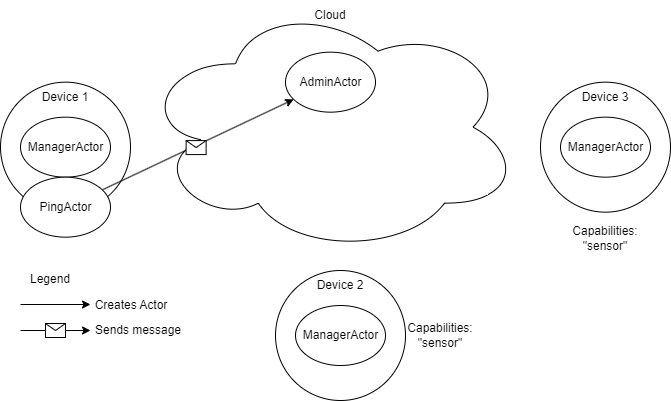 Cloud
AdminActor
Device 1
ManagerActor
PingActor
Device 3
ManagerActor
Capabilities:
"sensor"
Legend
Creates Actor
Sends message
Device 2
ManagerActor
Capabilities:
"sensor"